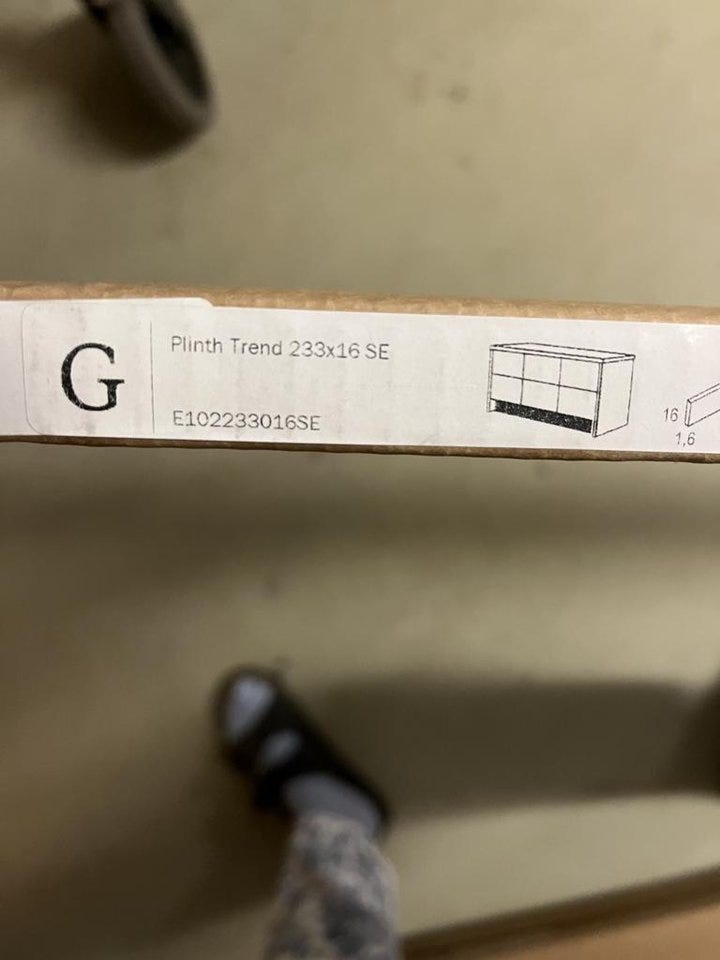 G
Plinth Trend 233x16 SE
E102233016SE
16
1,6